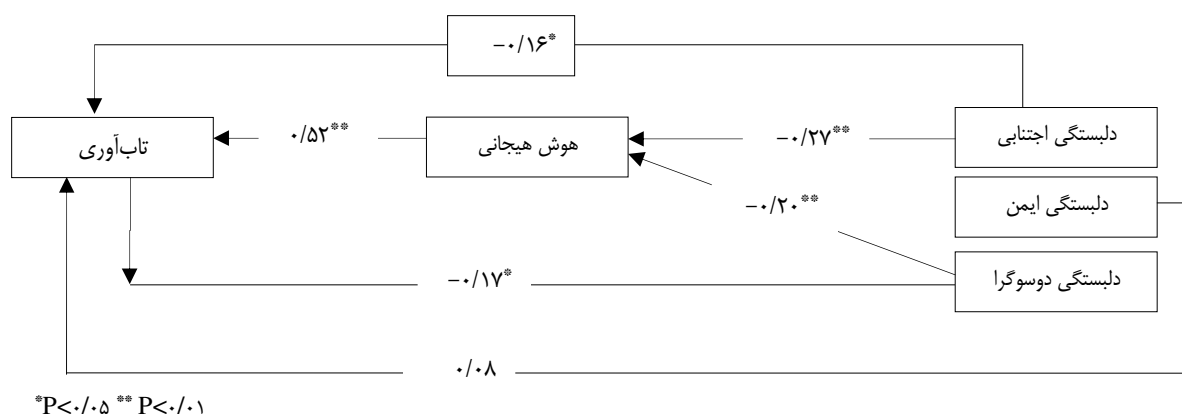 -۰/۱۶*
دلبستگی اجتنابی
-۰/۲۷**
هوش هیجانی
۰/۵۲**
تاب‌آوری
دلبستگی ایمن
-۰/۲۰**
دلبستگی دوسوگرا
-۰/۱۷*
۰/۰۸
*P<۰/۰۵ ** P<۰/۰۱